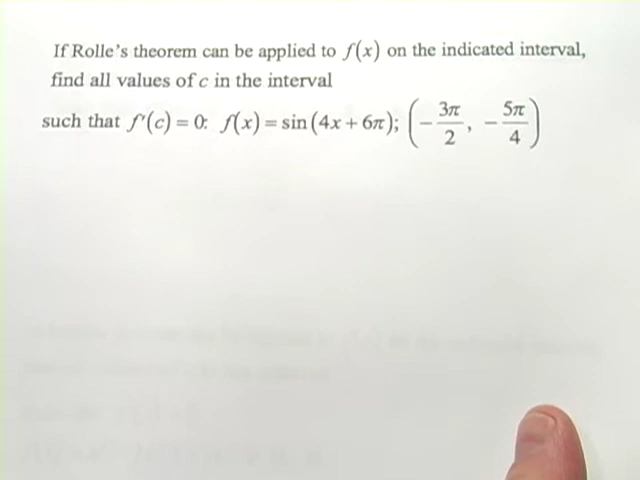 If Rolle's theorem can be applied to f(x) on the indicated interval,
find all values of c in the interval
such that f'(c) = 0: f(x) = sin(4x + 6π); (-3π/2, -5π/4)